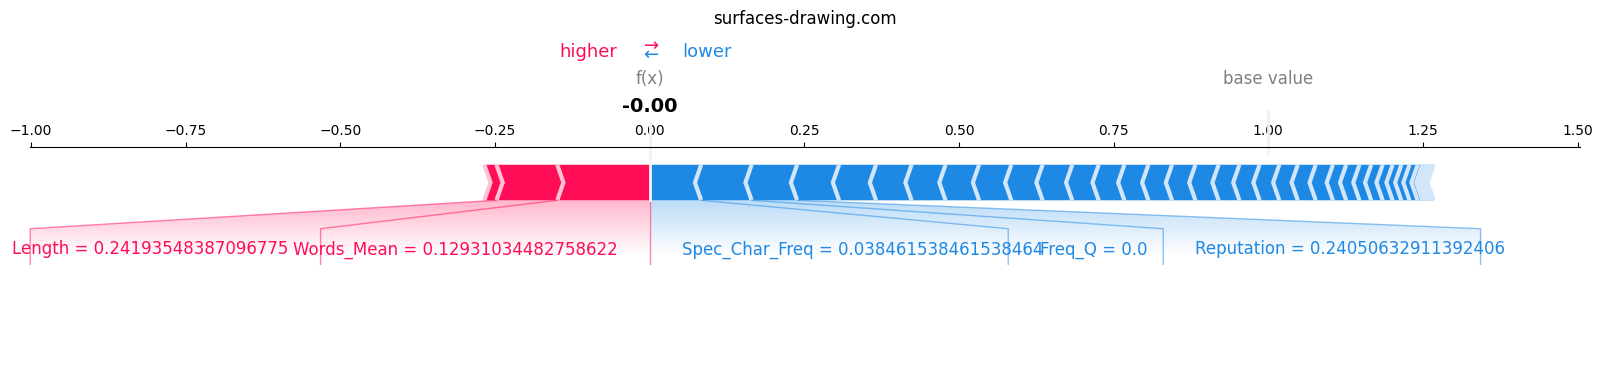 surfaces-drawing.com
higher → ← lower
f(x) base value
-0.00
−1.00 −0.75 −0.50 −0.25 0.00 0.25 0.50 0.75 1.00 1.25 1.50
Length = 0.24193548387096775 Words_Mean = 0.12931034482758622 Spec_Char_Freq = 0.038461538461538464 Freq_Q = 0.0 Reputation = 0.24050632911392406